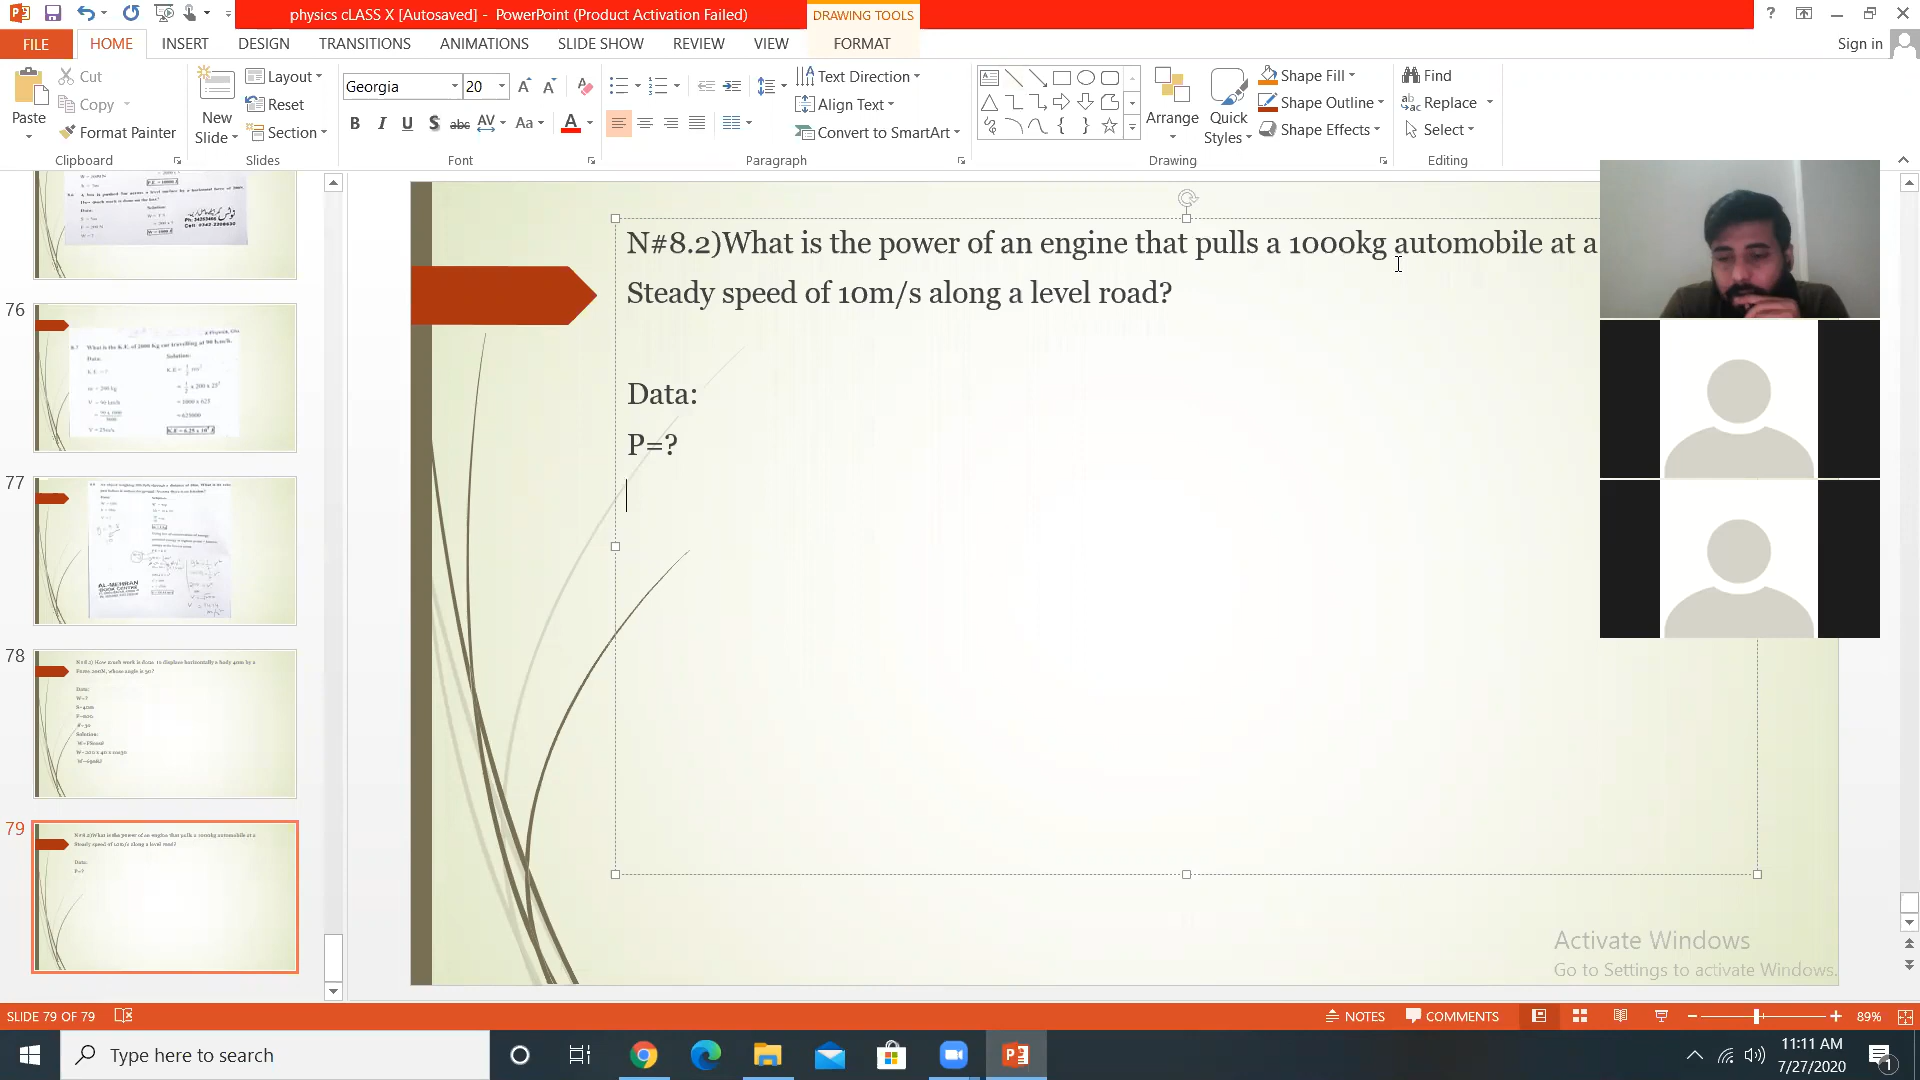 physics cLASS X [Autosaved] - PowerPoint (Product Activation Failed)
DRAWING TOOLS
FILE HOME INSERT DESIGN TRANSITIONS ANIMATIONS SLIDE SHOW REVIEW VIEW FORMAT Sign in
Cut
Copy
Format Painter
Paste
Clipboard
New Slide
Layout
Reset
Section
Slides
Georgia 20
Font
Text Direction
Align Text
Convert to SmartArt
Paragraph
Arrange
Quick Styles
Shape Fill
Shape Outline
Shape Effects
Drawing
Find
Replace
Select
Editing
76
77
78
79
N#8.2)What is the power of an engine that pulls a 1000kg automobile at a
Steady speed of 10m/s along a level road?
Data:
P=?
Activate Windows
Go to Settings to activate Windows.
SLIDE 79 OF 79 NOTES COMMENTS 89%
Type here to search
11:11 AM
7/27/2020
1